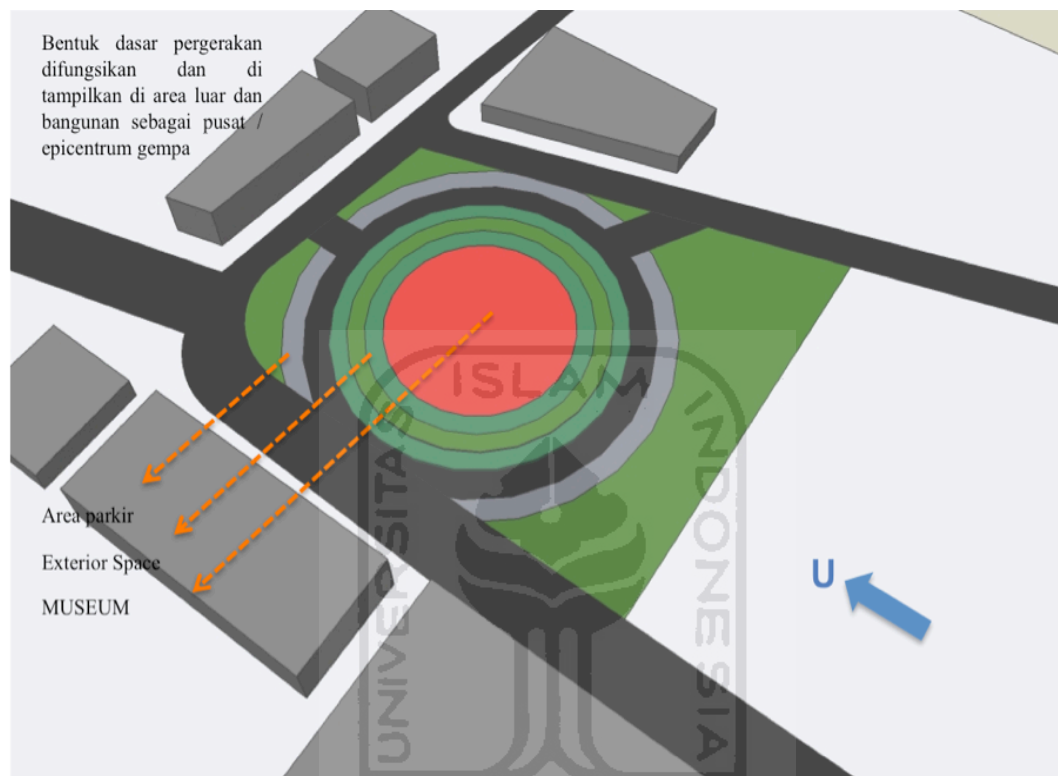 Bentuk dasar pergerakan
difungsikan dan di
tampilkan di area luar dan
bangunan sebagai pusat /
epicentrum gempa
Area parkir
Exterior Space
MUSEUM
U
UNIVERSITAS
ISLAM
INDONESIA